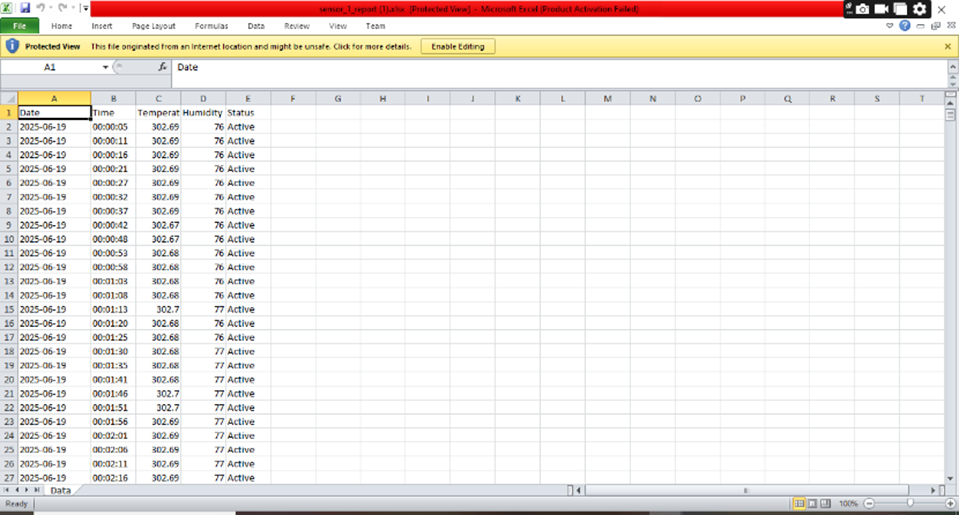 sensor_1_report (1).xlsx [Protected View] - Microsoft Excel (Product Activation Failed)
File Home Insert Page Layout Formulas Data Review View Team
Protected View This file originated from an Internet location and might be unsafe. Click for more details. Enable Editing
A1 fx Date
A B C D E F G H I J K L M N O P Q R S T
1 Date Time Temperat Humidity Status
2 2025-06-19 00:00:05 302.69 76 Active
3 2025-06-19 00:00:11 302.69 76 Active
4 2025-06-19 00:00:16 302.69 76 Active
5 2025-06-19 00:00:21 302.69 76 Active
6 2025-06-19 00:00:27 302.69 76 Active
7 2025-06-19 00:00:32 302.69 76 Active
8 2025-06-19 00:00:37 302.69 76 Active
9 2025-06-19 00:00:42 302.67 76 Active
10 2025-06-19 00:00:48 302.67 76 Active
11 2025-06-19 00:00:53 302.68 76 Active
12 2025-06-19 00:00:58 302.68 76 Active
13 2025-06-19 00:01:03 302.68 76 Active
14 2025-06-19 00:01:08 302.68 76 Active
15 2025-06-19 00:01:13 302.7 77 Active
16 2025-06-19 00:01:20 302.68 76 Active
17 2025-06-19 00:01:25 302.68 76 Active
18 2025-06-19 00:01:30 302.68 77 Active
19 2025-06-19 00:01:35 302.68 77 Active
20 2025-06-19 00:01:41 302.68 77 Active
21 2025-06-19 00:01:46 302.7 77 Active
22 2025-06-19 00:01:51 302.7 77 Active
23 2025-06-19 00:01:56 302.69 77 Active
24 2025-06-19 00:02:01 302.69 77 Active
25 2025-06-19 00:02:06 302.69 77 Active
26 2025-06-19 00:02:11 302.69 77 Active
27 2025-06-19 00:02:16 302.69 77 Active
Data
Ready 100%